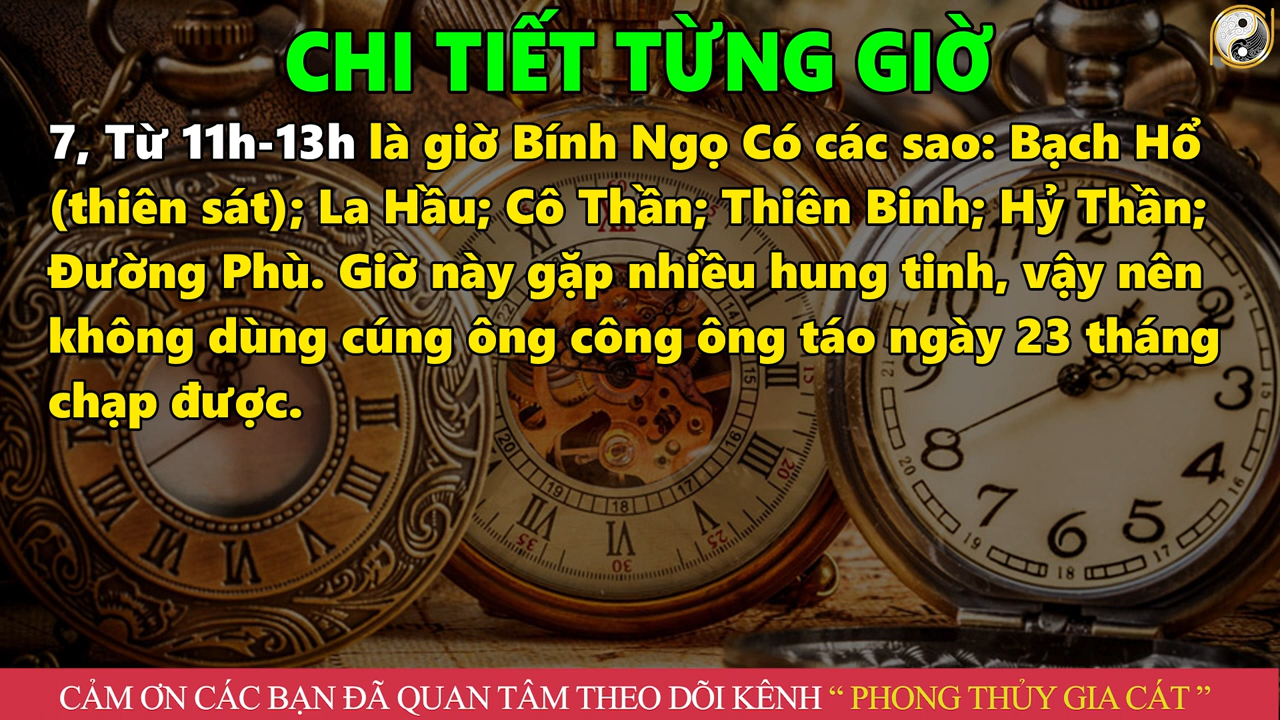 CHI TIẾT TỪNG GIỜ
7, Từ 11h-13h là giờ Bính Ngọ Có các sao: Bạch Hổ
(thiên sát); La Hầu; Cô Thần; Thiên Binh; Hỷ Thần;
Đường Phù. Giờ này gặp nhiều hung tinh, vậy nên
không dùng cúng ông công ông táo ngày 23 tháng
chạp được.
CẢM ƠN CÁC BẠN ĐÃ QUAN TÂM THEO DÕI KÊNH “ PHONG THỦY GIA CÁT ”